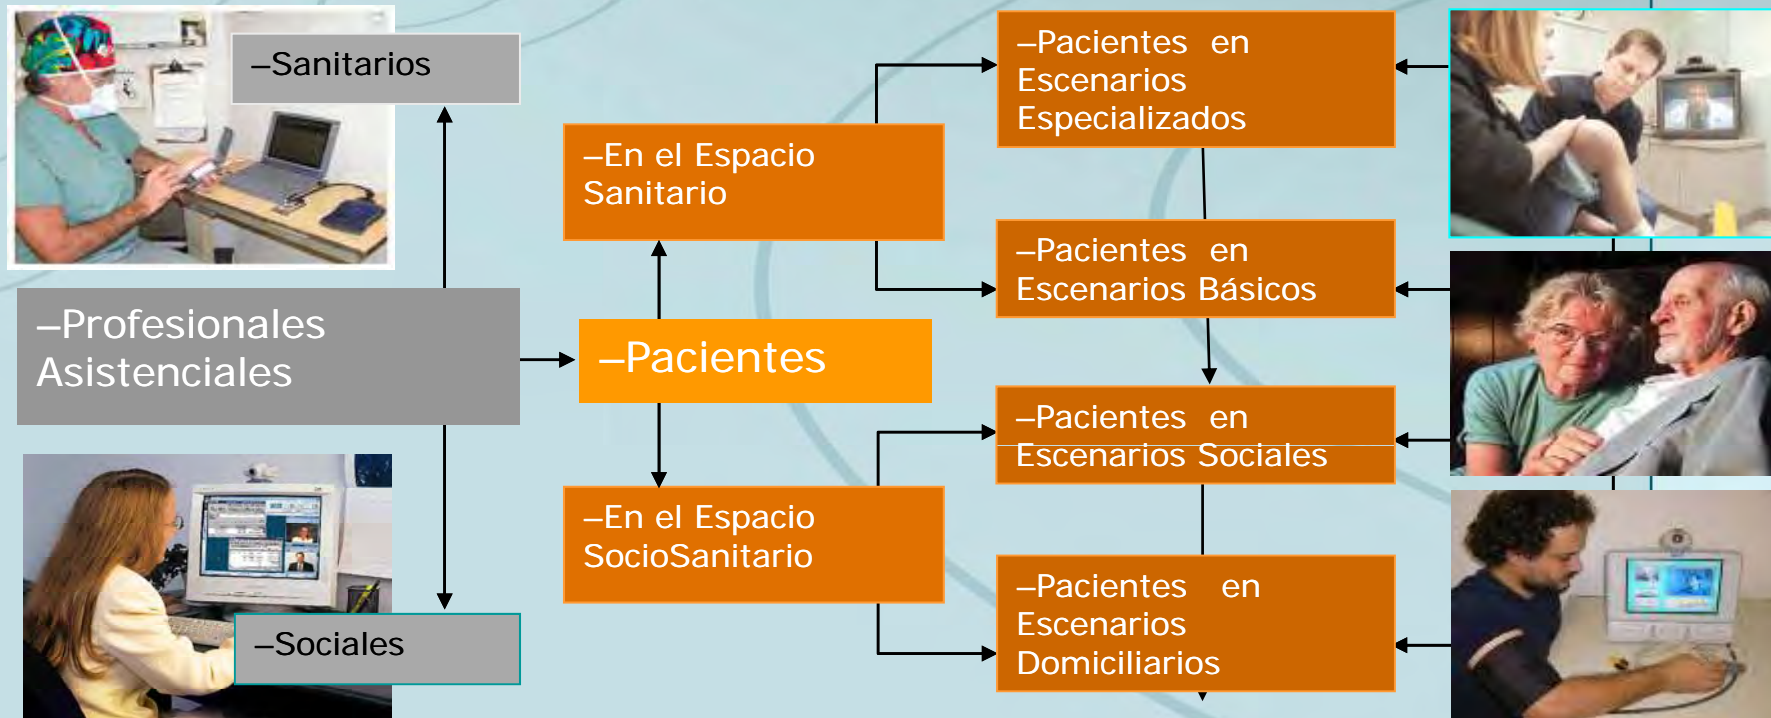 –Sanitarios
–Profesionales
Asistenciales
–Sociales
–En el Espacio
Sanitario
–Pacientes
–En el Espacio
SocioSanitario
–Pacientes en
Escenarios
Especializados
–Pacientes en
Escenarios Básicos
–Pacientes en
Escenarios Sociales
–Pacientes en
Escenarios
Domiciliarios